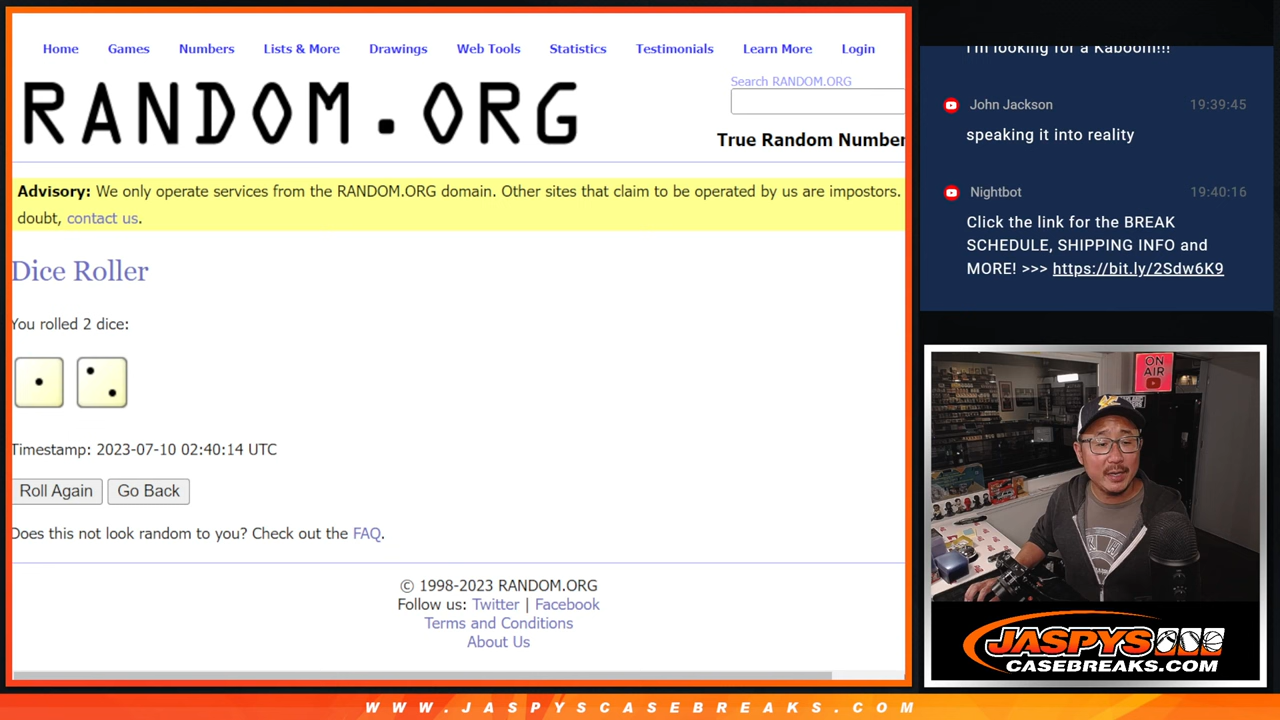 Home Games Numbers Lists & More Drawings Web Tools Statistics Testimonials Learn More Login
RANDOM.ORG
Search RANDOM.ORG
True Random Number
Advisory: We only operate services from the RANDOM.ORG domain. Other sites that claim to be operated by us are impostors.
doubt, contact us.
Dice Roller
You rolled 2 dice:
Timestamp: 2023-07-10 02:40:14 UTC
Roll Again Go Back
Does this not look random to you? Check out the FAQ.
© 1998-2023 RANDOM.ORG
Follow us: Twitter | Facebook
Terms and Conditions
About Us
I'm looking for a Kaboom!!!
John Jackson 19:39:45
speaking it into reality
Nightbot 19:40:16
Click the link for the BREAK
SCHEDULE, SHIPPING INFO and
MORE! >>> https://bit.ly/2Sdw6K9
ON
AIR
JASPYS
CASEBREAKS.COM
WWW.JASPYSCASEBREAKS.COM